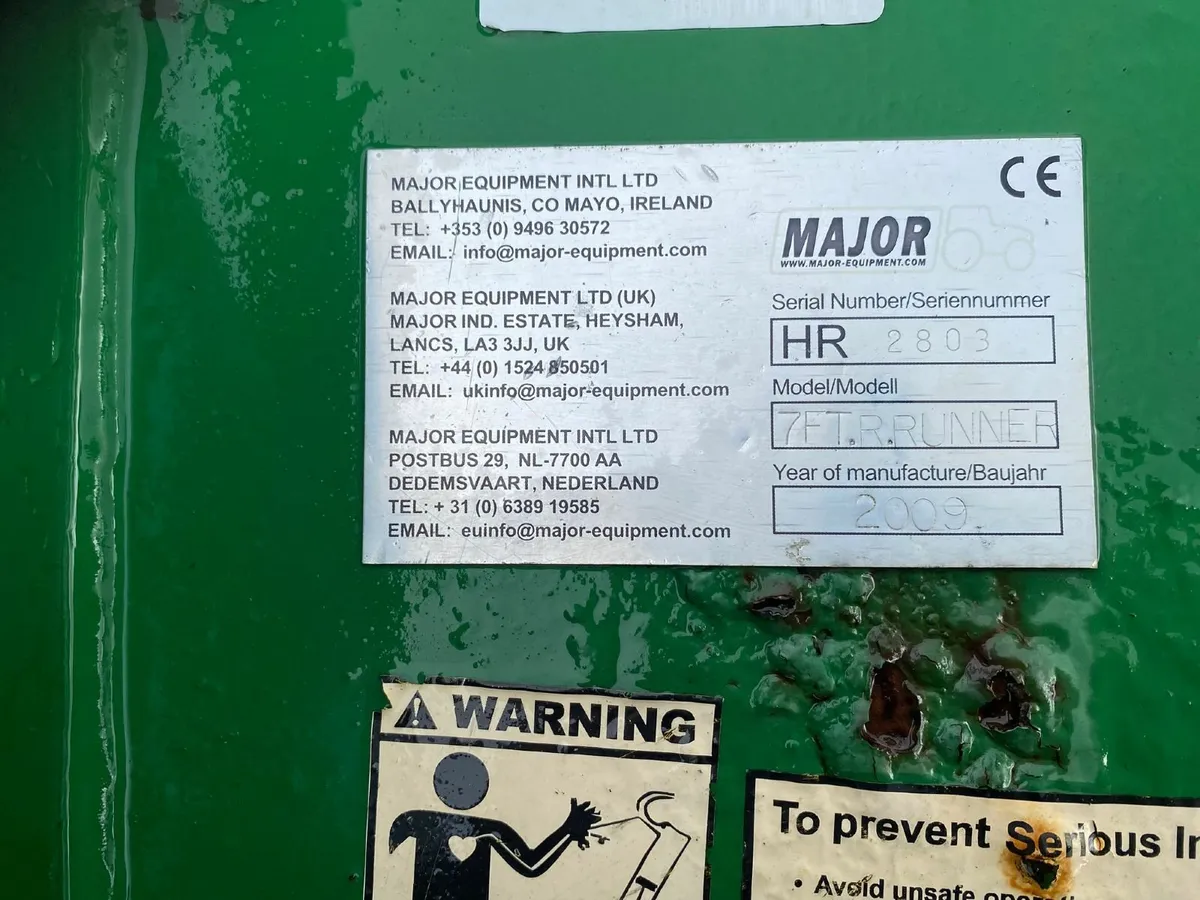 MAJOR EQUIPMENT INTL LTD
BALLYHAUNIS, CO MAYO, IRELAND
TEL: +353 (0) 9496 30572
EMAIL: info@major-equipment.com
MAJOR EQUIPMENT LTD (UK)
MAJOR IND. ESTATE, HEYSHAM,
LANCS, LA3 3JJ, UK
TEL: +44 (0) 1524 850501
EMAIL: ukinfo@major-equipment.com
MAJOR EQUIPMENT INTL LTD
POSTBUS 29, NL-7700 AA
DEDEMSVAART, NEDERLAND
TEL: + 31 (0) 6389 19585
EMAIL: euinfo@major-equipment.com
CE
MAJOR
WWW.MAJOR-EQUIPMENT.COM
Serial Number/Seriennummer
HR 2803
Model/Modell
7FT.R.RUNNER
Year of manufacture/Baujahr
2009.
WARNING
To prevent Serious
• Avoid unsafe